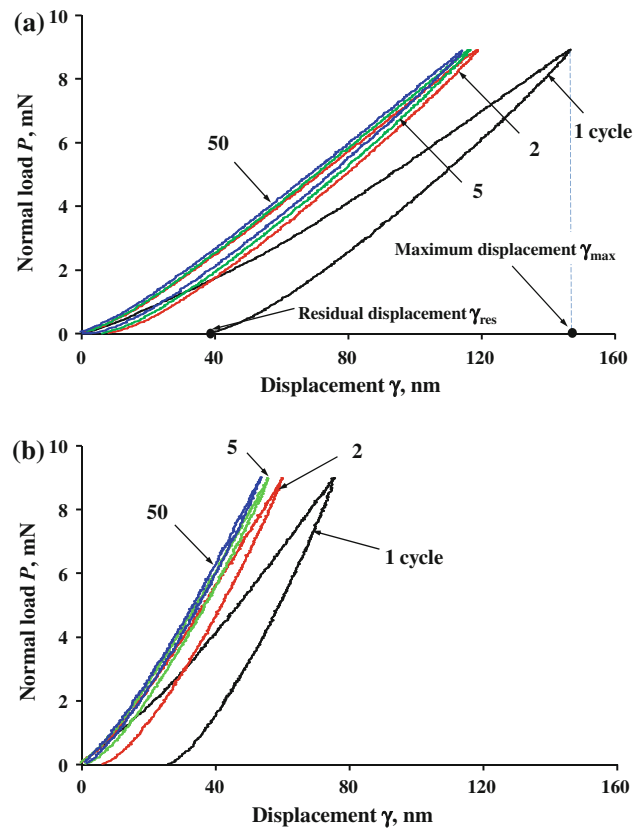 (a)
10
8
6
4
2
0
Normal load P, mN
50
2
5
1 cycle
Maximum displacement γmax
Residual displacement γres
0 40 80 120 160
Displacement γ, nm
(b)
10
8
6
4
2
0
Normal load P, mN
5
2
50
1 cycle
0 40 80 120 160
Displacement γ, nm